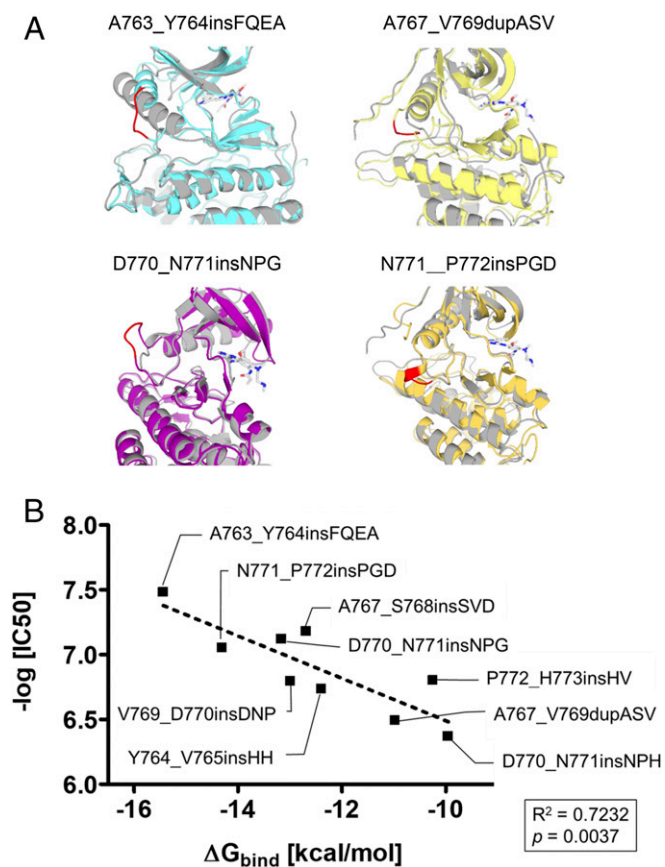 A
A763_Y764insFQEA
A767_V769dupASV
D770_N771insNPG
N771__P772insPGD
B
8.0
7.5
7.0
6.5
6.0
-log [IC50]
A763_Y764insFQEA
N771_P772insPGD
A767_S768insSVD
D770_N771insNPG
P772_H773insHV
V769_D770insDNP
A767_V769dupASV
Y764_V765insHH
D770_N771insNPH
-16
-14
-12
-10
ΔGbind [kcal/mol]
R² = 0.7232
p = 0.0037